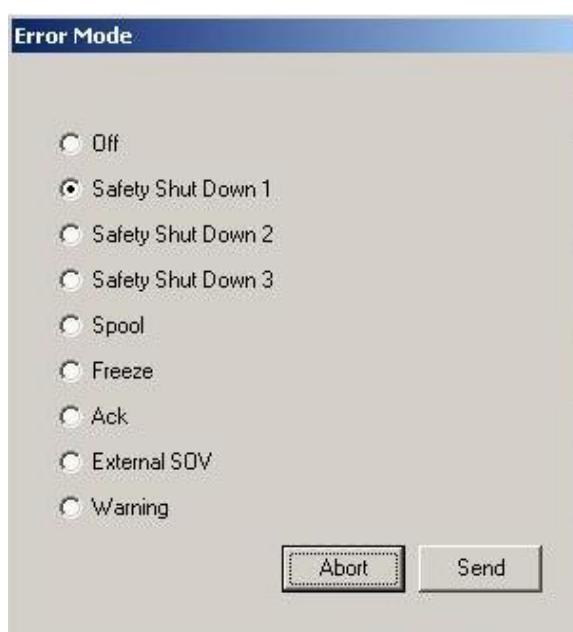 Error Mode
Off
Safety Shut Down 1
Safety Shut Down 2
Safety Shut Down 3
Spool
Freeze
Ack
External SOV
Warning
Abort Send